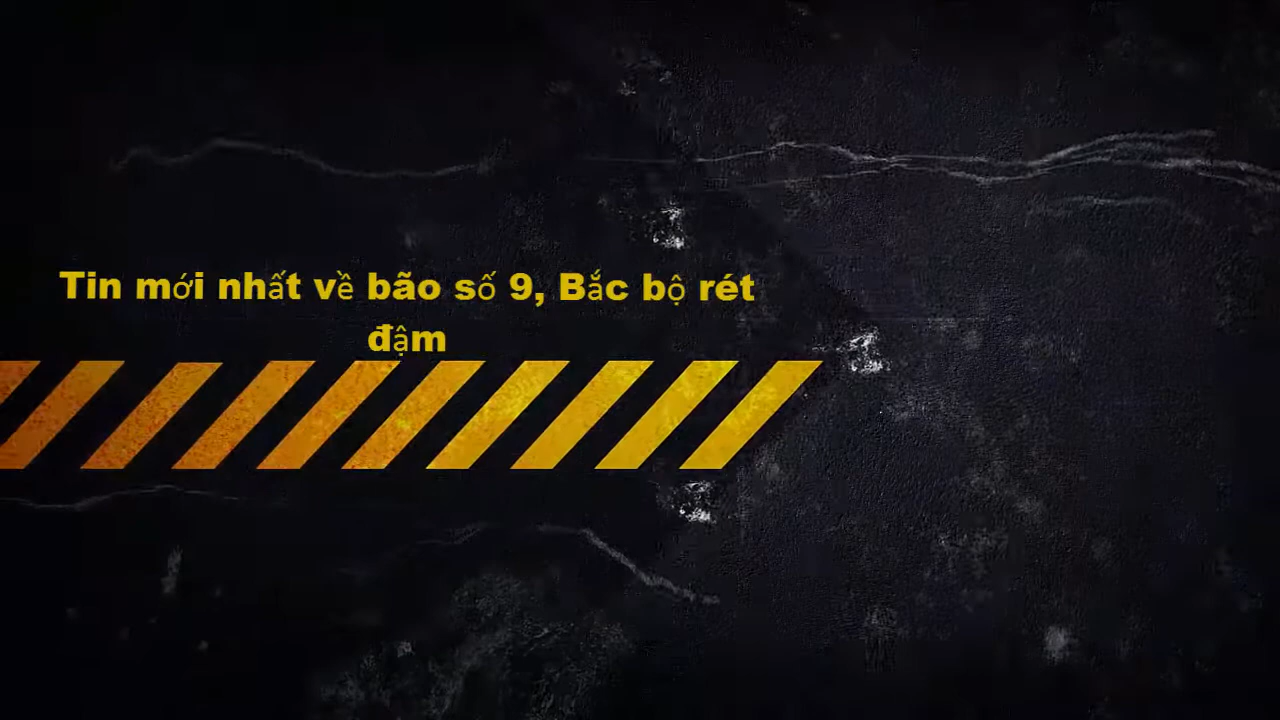 Tin mới nhất về bão số 9, Bắc bộ rét
đậm